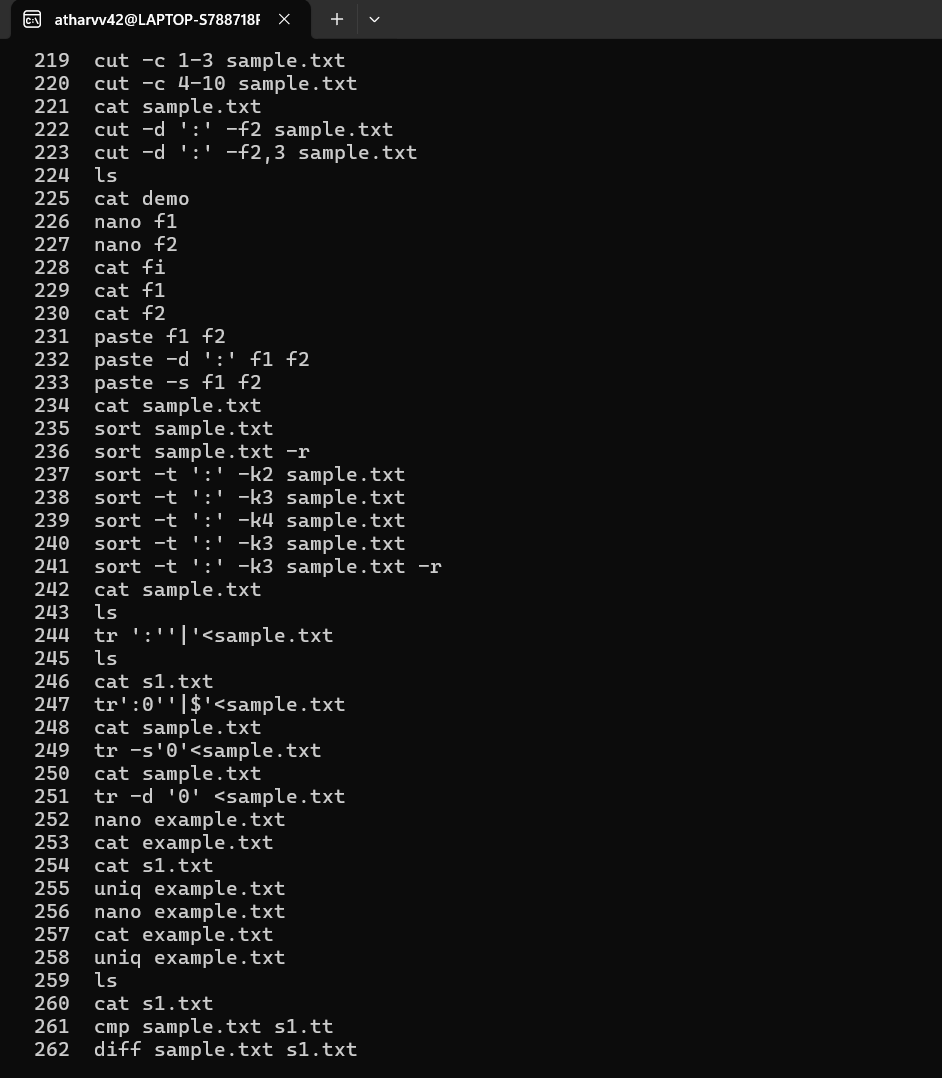 atharvv42@LAPTOP-S788718F
219 cut -c 1-3 sample.txt
220 cut -c 4-10 sample.txt
221 cat sample.txt
222 cut -d ':' -f2 sample.txt
223 cut -d ':' -f2,3 sample.txt
224 ls
225 cat demo
226 nano f1
227 nano f2
228 cat fi
229 cat f1
230 cat f2
231 paste f1 f2
232 paste -d ':' f1 f2
233 paste -s f1 f2
234 cat sample.txt
235 sort sample.txt
236 sort sample.txt -r
237 sort -t ':' -k2 sample.txt
238 sort -t ':' -k3 sample.txt
239 sort -t ':' -k4 sample.txt
240 sort -t ':' -k3 sample.txt
241 sort -t ':' -k3 sample.txt -r
242 cat sample.txt
243 ls
244 tr ':''|'<sample.txt
245 ls
246 cat s1.txt
247 tr':0''|$'<sample.txt
248 cat sample.txt
249 tr -s'0'<sample.txt
250 cat sample.txt
251 tr -d '0' <sample.txt
252 nano example.txt
253 cat example.txt
254 cat s1.txt
255 uniq example.txt
256 nano example.txt
257 cat example.txt
258 uniq example.txt
259 ls
260 cat s1.txt
261 cmp sample.txt s1.tt
262 diff sample.txt s1.txt